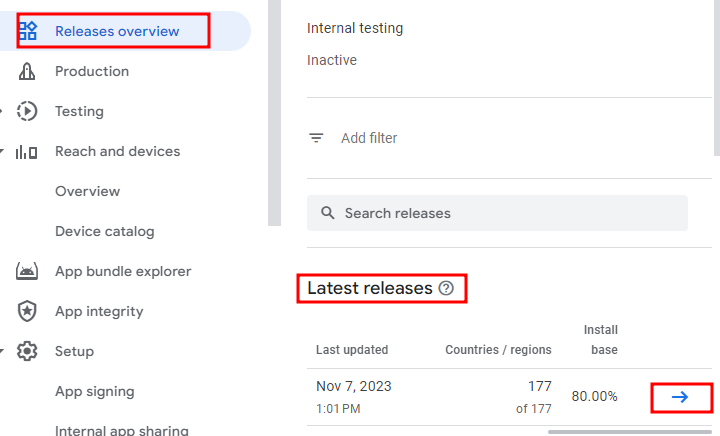 Releases overview
Production
Testing
Reach and devices
Overview
Device catalog
App bundle explorer
App integrity
Setup
App signing
Internal app sharing
Internal testing
Inactive
Add filter
Search releases
Latest releases
Last updated
Countries / regions
Install base
Nov 7, 2023
1:01 PM
177
of 177
80.00%